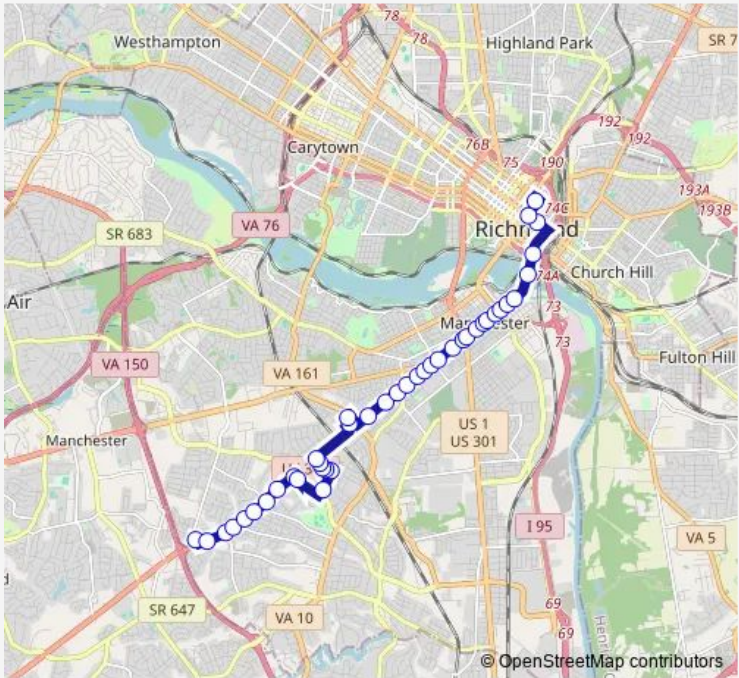 78
Westhampton
Highland Park
SR 7
78
192
76B
192
Carytown
75
190
193A
74C
193B
VA 76
SR 683
Richmond
Church Hill
74A
Air
73
Manchester
73
Fulton Hill
VA 150
VA 161
US 1
US 301
Manchester
I 95
VA 5
SR 647
VA 10
69
69
© OpenStreetMap contributors